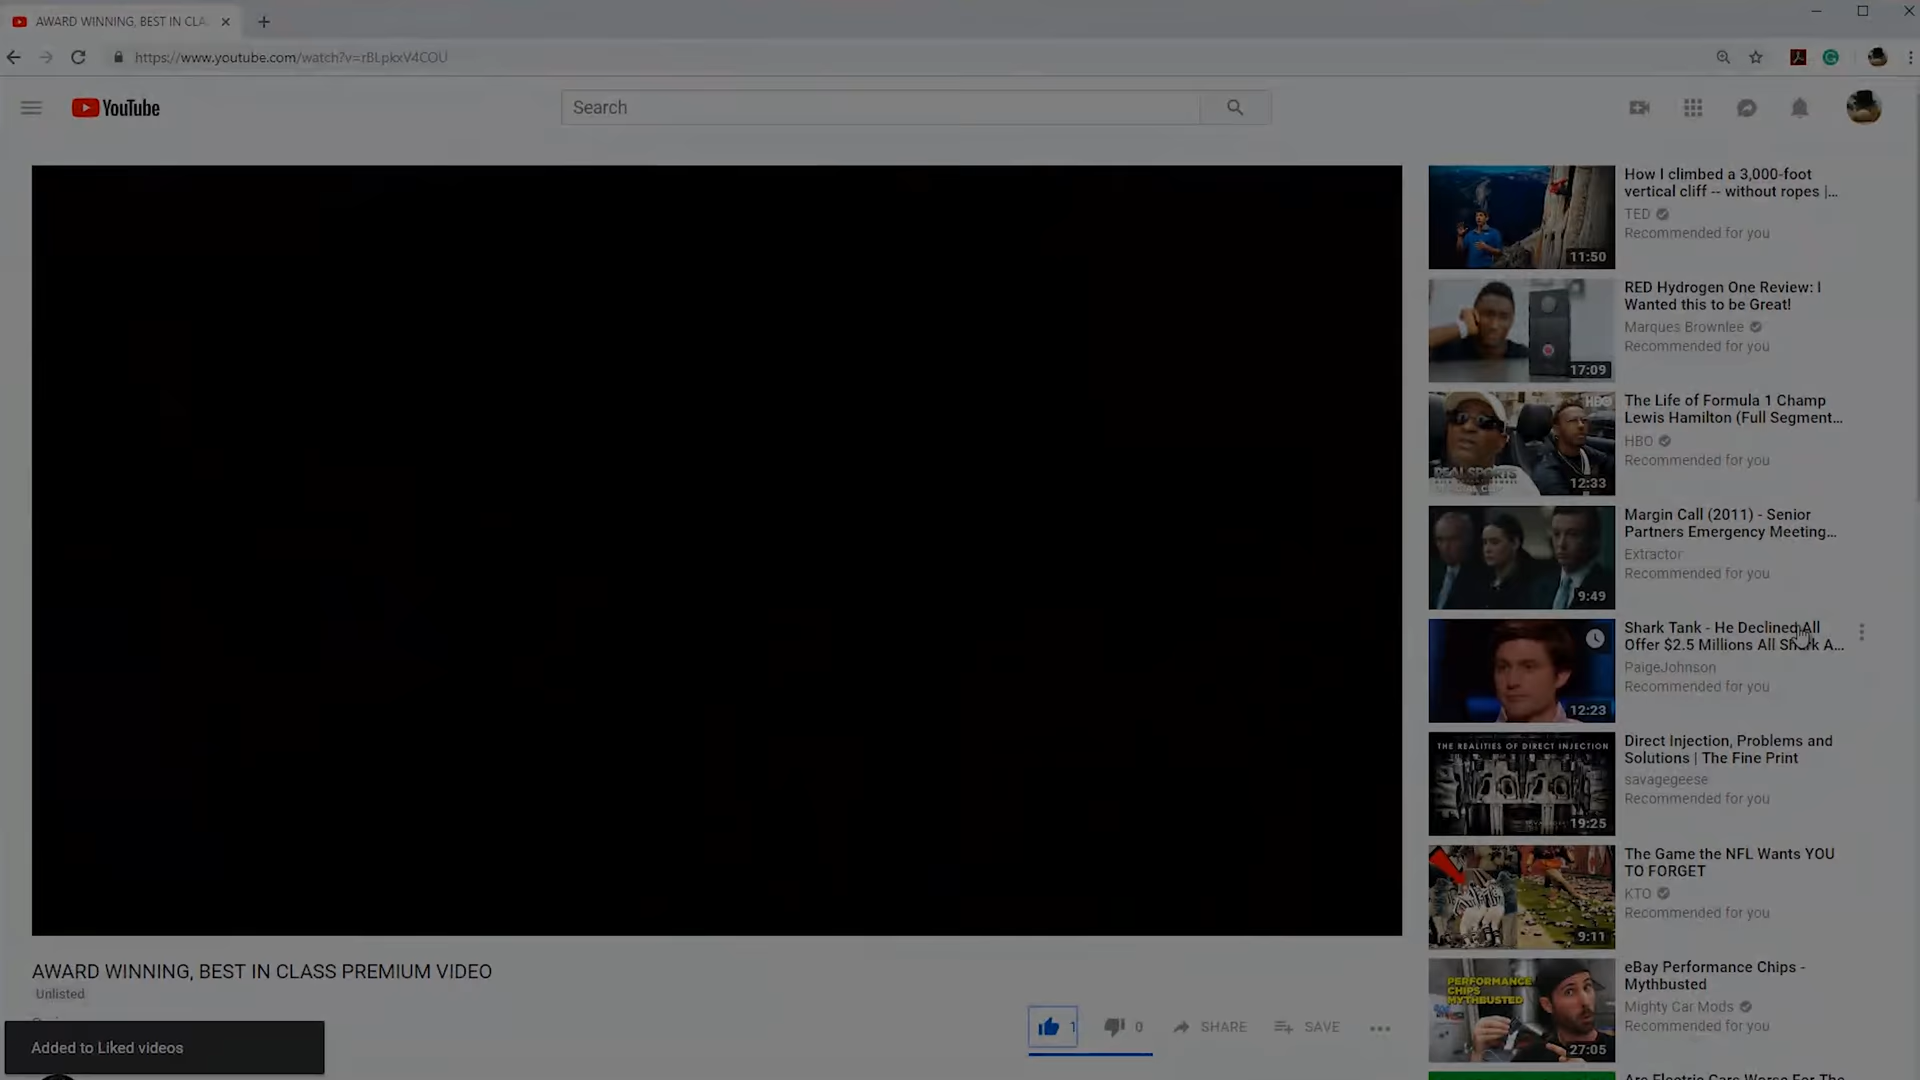 AWARD WINNING, BEST IN CLA
https://www.youtube.com/watch?v=rBLpkxV4COU
YouTube
Search
How I climbed a 3,000-foot
vertical cliff -- without ropes |...
TED
Recommended for you
11:50
RED Hydrogen One Review: I
Wanted this to be Great!
Marques Brownlee
Recommended for you
17:09
The Life of Formula 1 Champ
Lewis Hamilton (Full Segment...
HBO
Recommended for you
HBO
REAL SPORTS
12:33
Margin Call (2011) - Senior
Partners Emergency Meeting...
Extractor
Recommended for you
9:49
Shark Tank - He Declined All
Offer $2.5 Millions All Shark A...
PaigeJohnson
Recommended for you
12:23
Direct Injection, Problems and
Solutions | The Fine Print
savagegeese
Recommended for you
THE REALITIES OF DIRECT INJECTION
19:25
The Game the NFL Wants YOU
TO FORGET
KTO
Recommended for you
9:11
eBay Performance Chips -
Mythbusted
Mighty Car Mods
Recommended for you
PERFORMANCE
CHIPS
MYTHBUSTED
27:05
AWARD WINNING, BEST IN CLASS PREMIUM VIDEO
Unlisted
1
0
SHARE
SAVE
Added to Liked videos